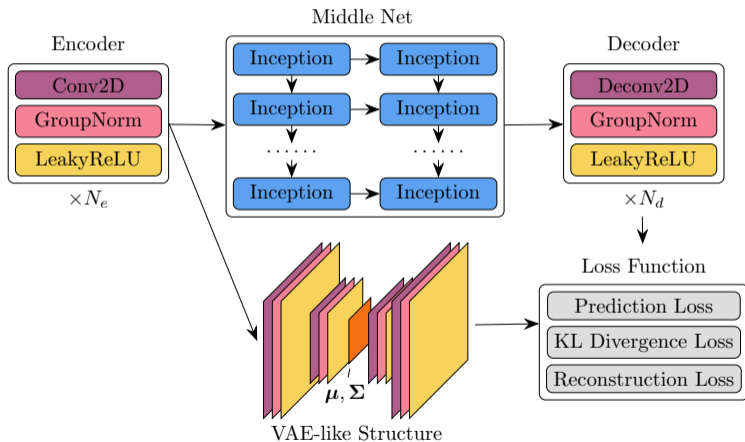 Middle Net
Encoder
Decoder
Conv2D
GroupNorm
LeakyReLU
×Nₑ
Inception
Inception
Inception
Inception
......
......
Inception
Inception
Deconv2D
GroupNorm
LeakyReLU
×N_d
Loss Function
Prediction Loss
KL Divergence Loss
Reconstruction Loss
μ, Σ
VAE-like Structure